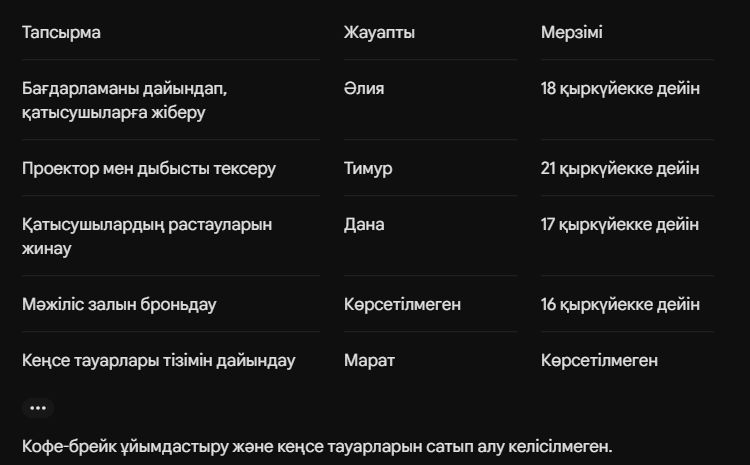 Тапсырма Жауапты Мерзімі
Бағдарламаны дайындап, Әлия 18 қыркүйекке дейін
қатысушыларға жіберу
Проектор мен дыбысты тексеру Тимур 21 қыркүйекке дейін
Қатысушылардың растауларын Дана 17 қыркүйекке дейін
жинау
Мәжіліс залын броньдау Көрсетілмеген 16 қыркүйекке дейін
Кеңсе тауарлары тізімін дайындау Марат Көрсетілмеген
Кофе-брейк ұйымдастыру және кеңсе тауарларын сатып алу келісілмеген.